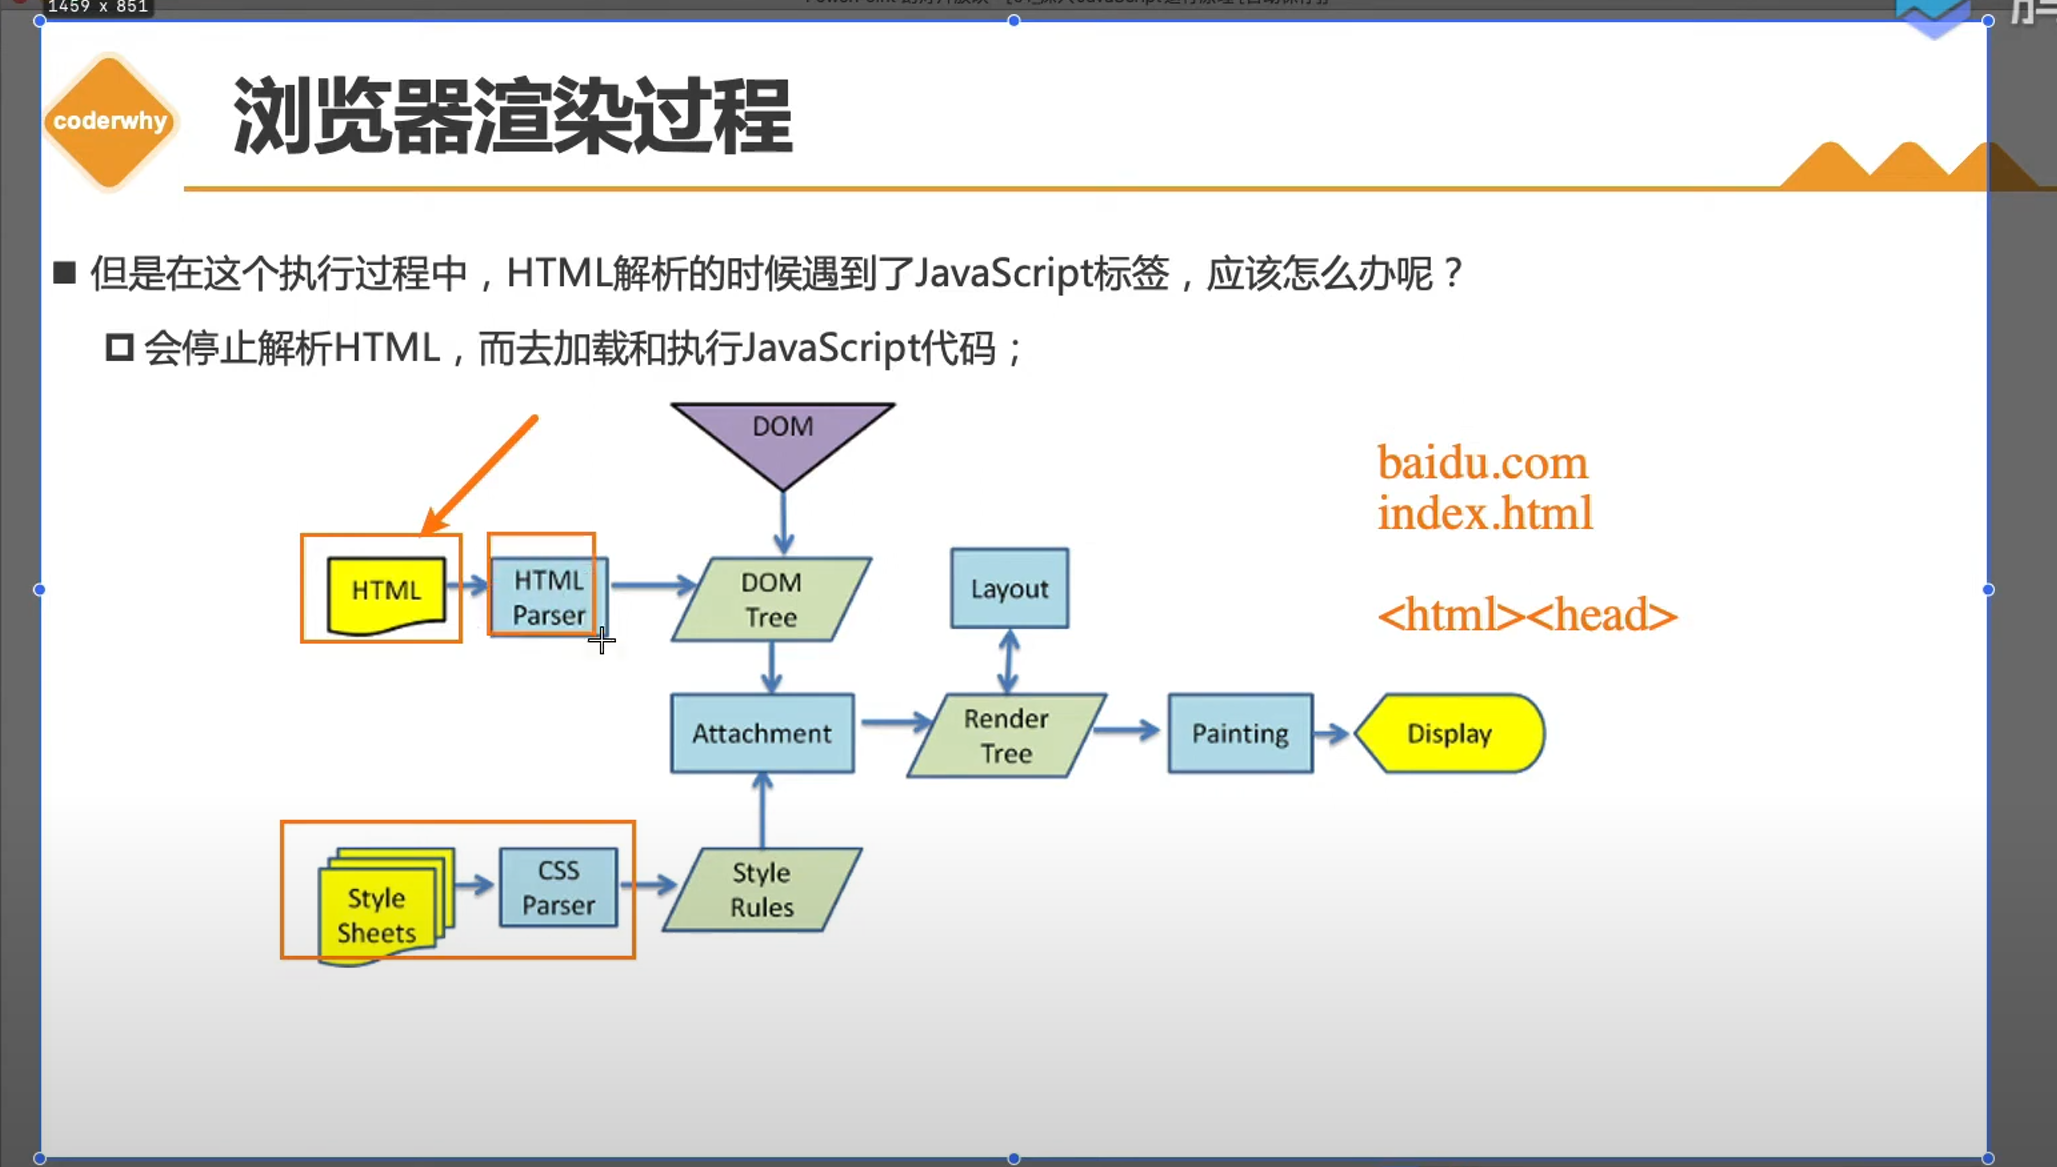 1459 x 851
coderwhy
浏览器渲染过程
但是在这个执行过程中，HTML解析的时候遇到了JavaScript标签，应该怎么办呢？
会停止解析HTML，而去加载和执行JavaScript代码；
DOM
baidu.com
index.html
HTML
HTML
Parser
DOM
Tree
Layout
<html><head>
Attachment
Render
Tree
Painting
Display
Style
Sheets
CSS
Parser
Style
Rules